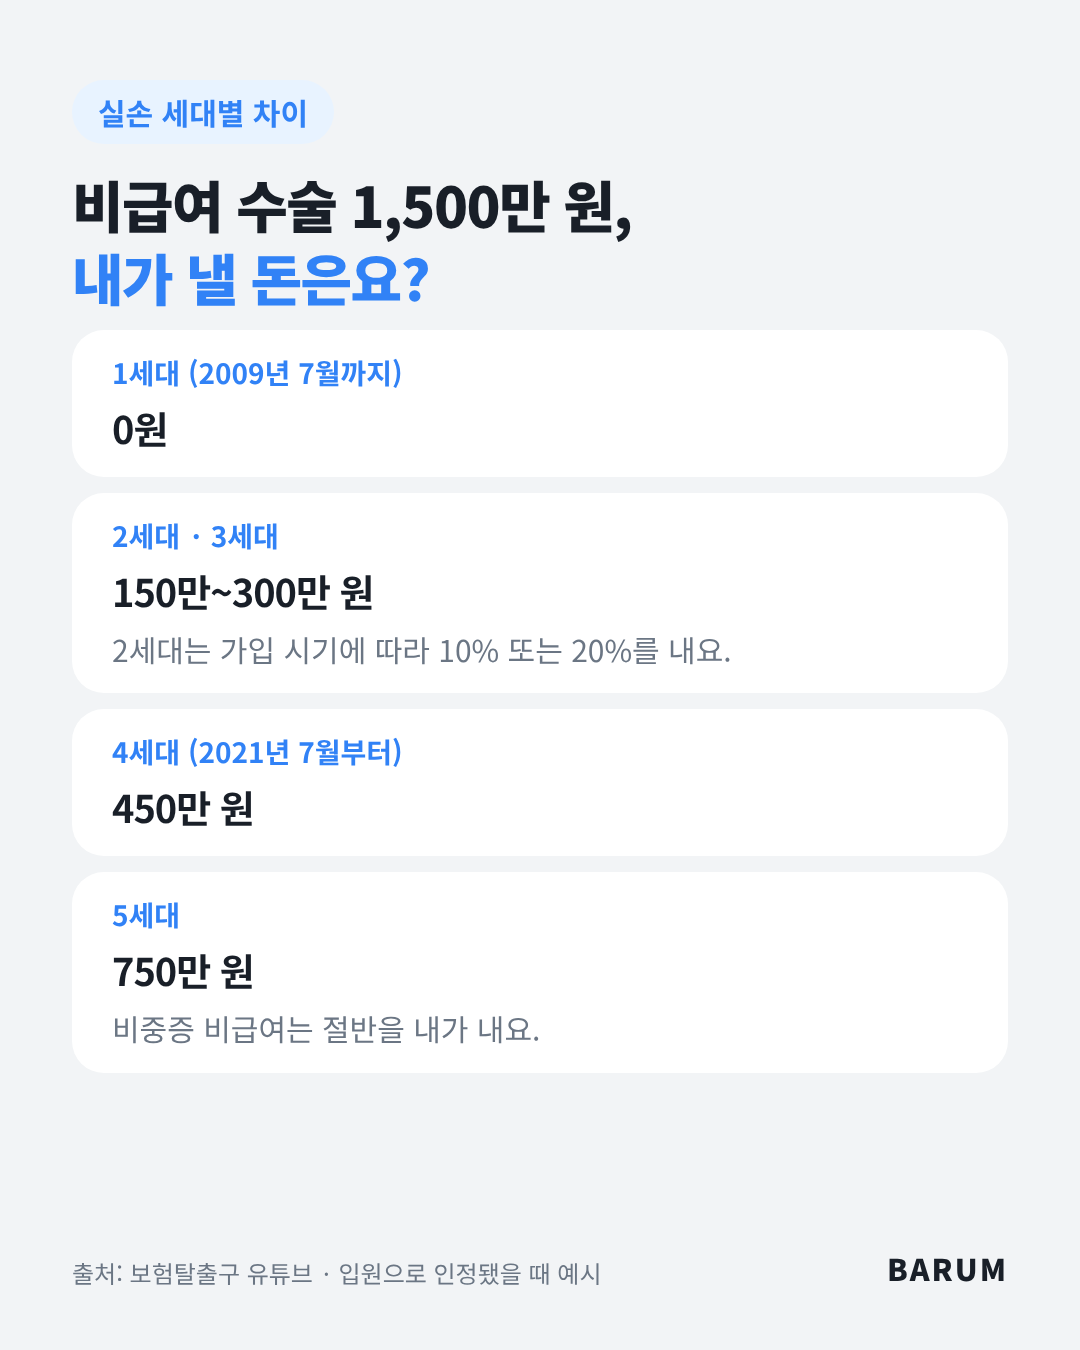 실손 세대별 차이
비급여 수술 1,500만 원,
내가 낼 돈은요?
1세대 (2009년 7월까지)
0원
2세대 · 3세대
150만~300만 원
2세대는 가입 시기에 따라 10% 또는 20%를 내요.
4세대 (2021년 7월부터)
450만 원
5세대
750만 원
비중증 비급여는 절반을 내가 내요.
출처: 보험탈출구 유튜브 · 입원으로 인정됐을 때 예시
BARUM